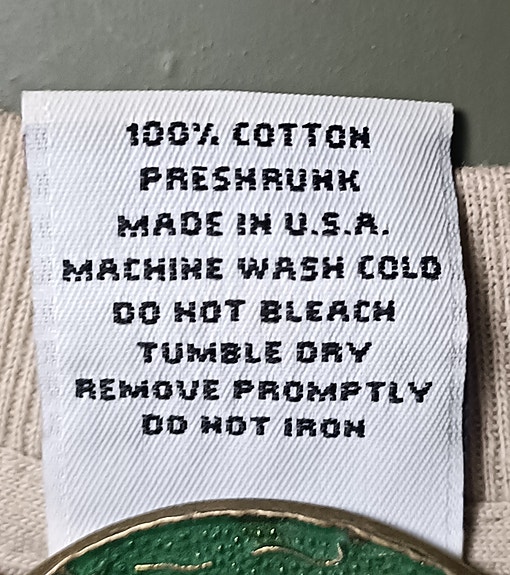 100% COTTON
PRESHRUNK
MADE IN U.S.A.
MACHINE WASH COLD
DO NOT BLEACH
TUMBLE DRY
REMOVE PROMPTLY
DO NOT IRON